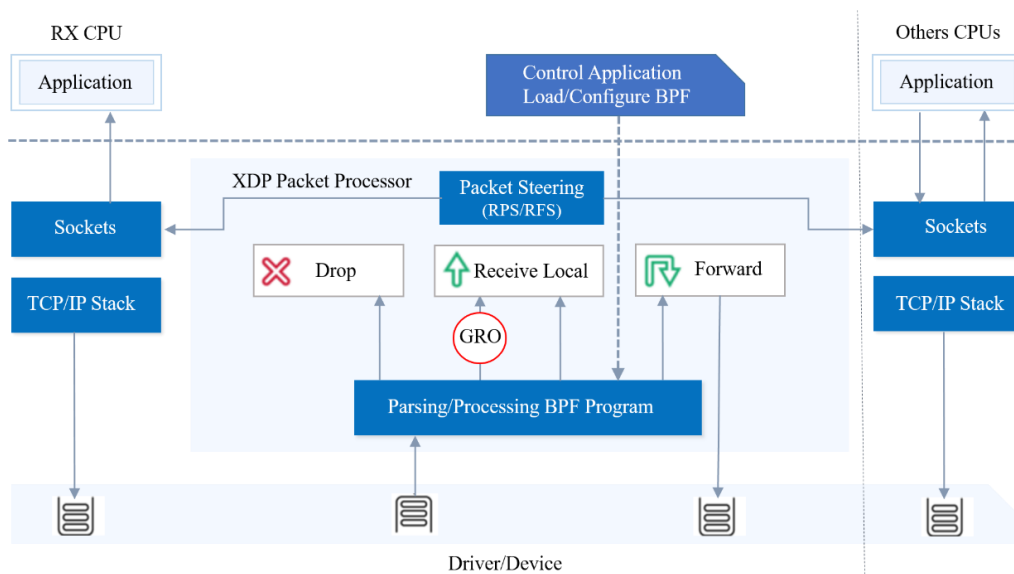 RX CPU
Others CPUs
Application
Control Application
Load/Configure BPF
Application
XDP Packet Processor
Packet Steering
(RPS/RFS)
Sockets
Sockets
Drop
Receive Local
Forward
TCP/IP Stack
TCP/IP Stack
GRO
Parsing/Processing BPF Program
Driver/Device